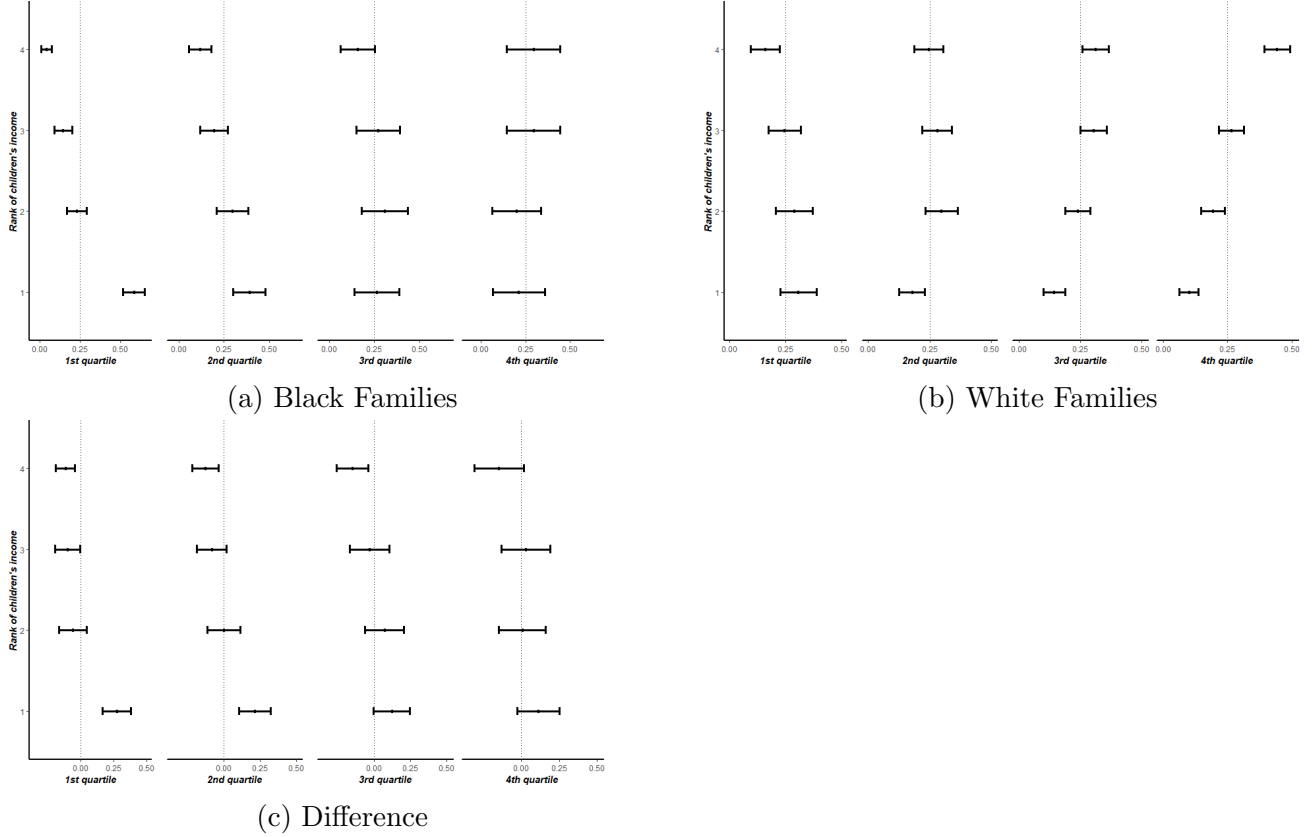 Rank of children's income
4
3
2
1
0.00 0.25 0.50
1st quartile
0.00 0.25 0.50
2nd quartile
0.00 0.25 0.50
3rd quartile
0.00 0.25 0.50
4th quartile
(a) Black Families
Rank of children's income
4
3
2
1
0.00 0.25 0.50
1st quartile
0.00 0.25 0.50
2nd quartile
0.00 0.25 0.50
3rd quartile
0.00 0.25 0.50
4th quartile
(b) White Families
Rank of children's income
4
3
2
1
0.00 0.25 0.50
1st quartile
0.00 0.25 0.50
2nd quartile
0.00 0.25 0.50
3rd quartile
0.00 0.25 0.50
4th quartile
(c) Difference